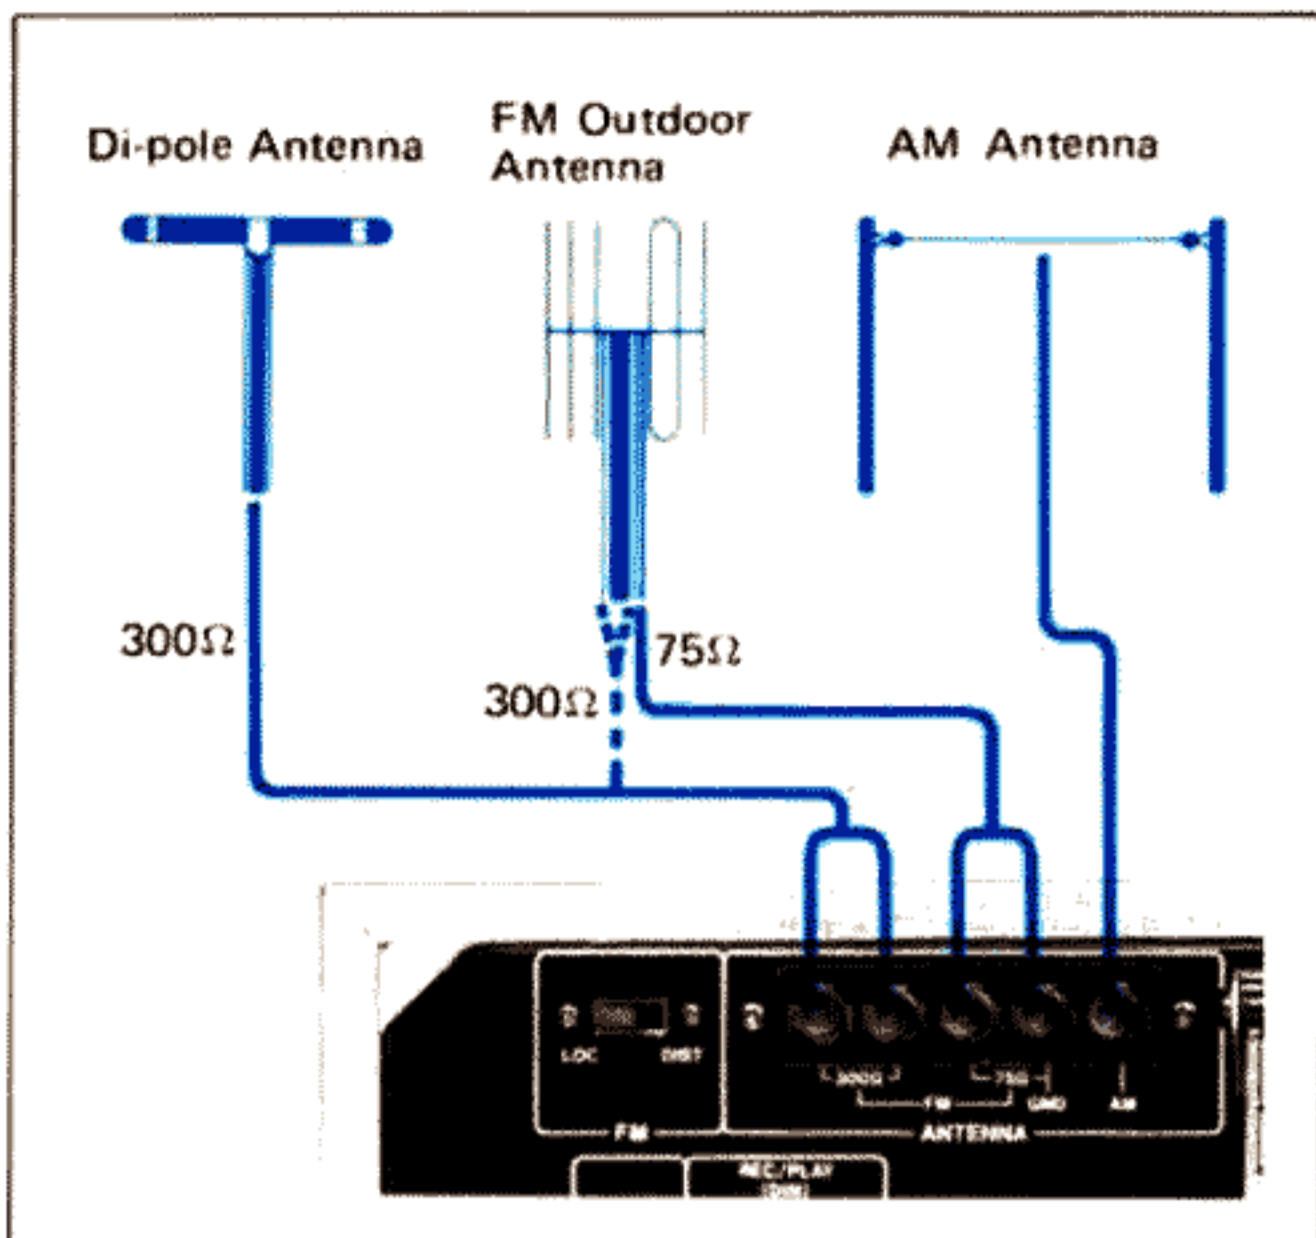 Di-pole Antenna
FM Outdoor
Antenna
AM Antenna
300Ω
75Ω
300Ω
LOC
DIST
300Ω
75Ω
FM
GND
AM
FM
ANTENNA
REC/PLAY